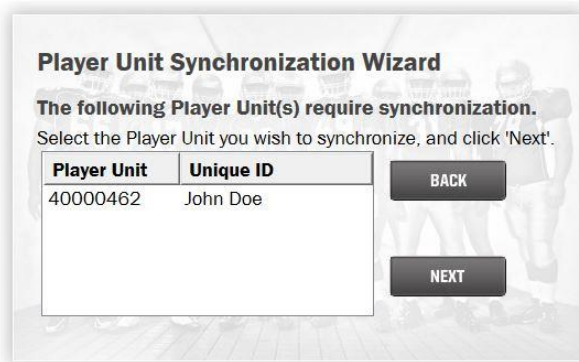 Player Unit Synchronization Wizard
The following Player Unit(s) require synchronization.
Select the Player Unit you wish to synchronize, and click 'Next'.
Player Unit Unique ID
40000462 John Doe
BACK
NEXT